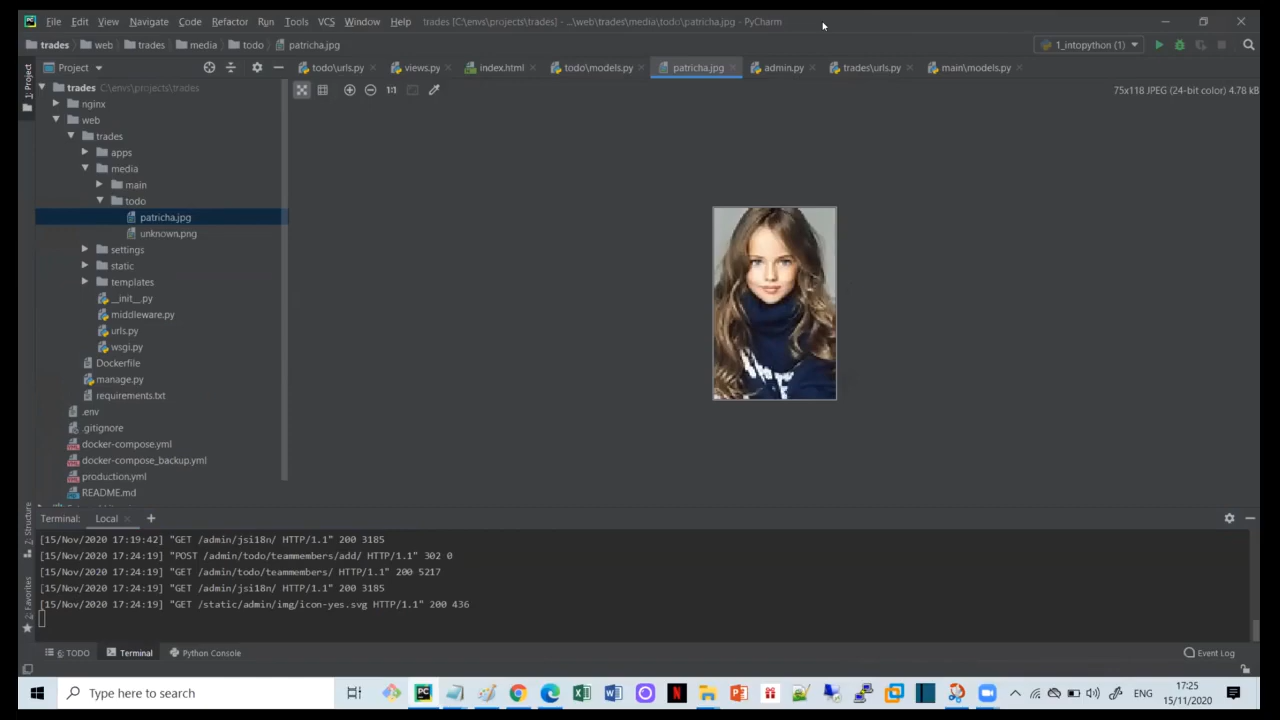 File Edit View Navigate Code Refactor Run Tools VCS Window Help trades [C:\envs\projects\trades] - ...\web\trades\media\todo\patricha.jpg - PyCharm
trades web trades media todo patricha.jpg 1_intopython (1)
1: Project
Project todo\urls.py views.py index.html todo\models.py patricha.jpg admin.py trades\urls.py main\models.py
trades C:\envs\projects\trades 1:1 75x118 JPEG (24-bit color) 4.78 kB
nginx
web
trades
apps
media
main
todo
patricha.jpg
unknown.png
settings
static
templates
__init__.py
middleware.py
urls.py
wsgi.py
Dockerfile
manage.py
requirements.txt
.env
.gitignore
docker-compose.yml
docker-compose_backup.yml
production.yml
README.md
7: Structure
2: Favorites
Terminal: Local
[15/Nov/2020 17:19:42] "GET /admin/jsi18n/ HTTP/1.1" 200 3185
[15/Nov/2020 17:24:19] "POST /admin/todo/teammembers/add/ HTTP/1.1" 302 0
[15/Nov/2020 17:24:19] "GET /admin/todo/teammembers/ HTTP/1.1" 200 5217
[15/Nov/2020 17:24:19] "GET /admin/jsi18n/ HTTP/1.1" 200 3185
[15/Nov/2020 17:24:19] "GET /static/admin/img/icon-yes.svg HTTP/1.1" 200 436
6: TODO Terminal Python Console Event Log
Type here to search ENG 17:25
15/11/2020